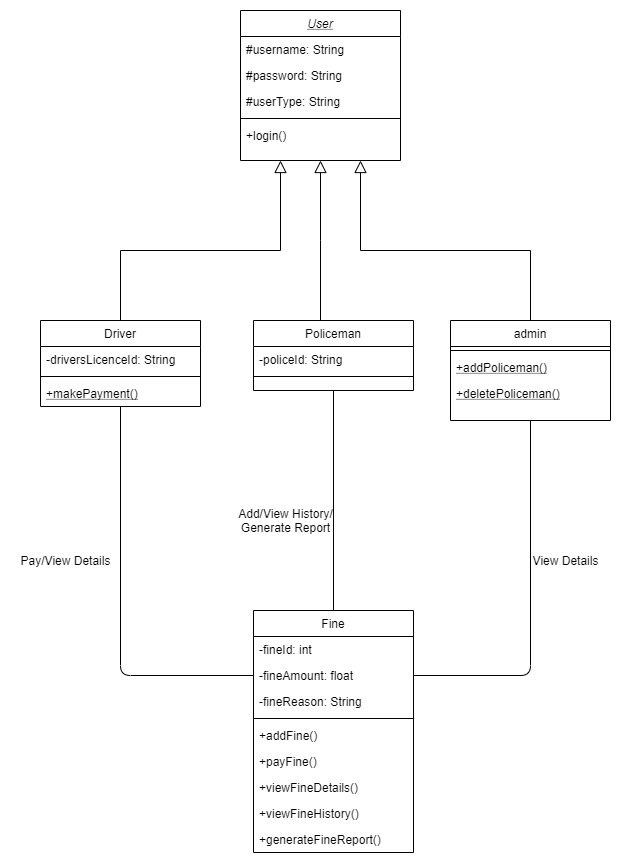 User
#username: String
#password: String
#userType: String
+login()
Driver
-driversLicenceId: String
+makePayment()
Policeman
-policeId: String
admin
+addPoliceman()
+deletePoliceman()
Pay/View Details
Add/View History/
Generate Report
View Details
Fine
-fineId: int
-fineAmount: float
-fineReason: String
+addFine()
+payFine()
+viewFineDetails()
+viewFineHistory()
+generateFineReport()